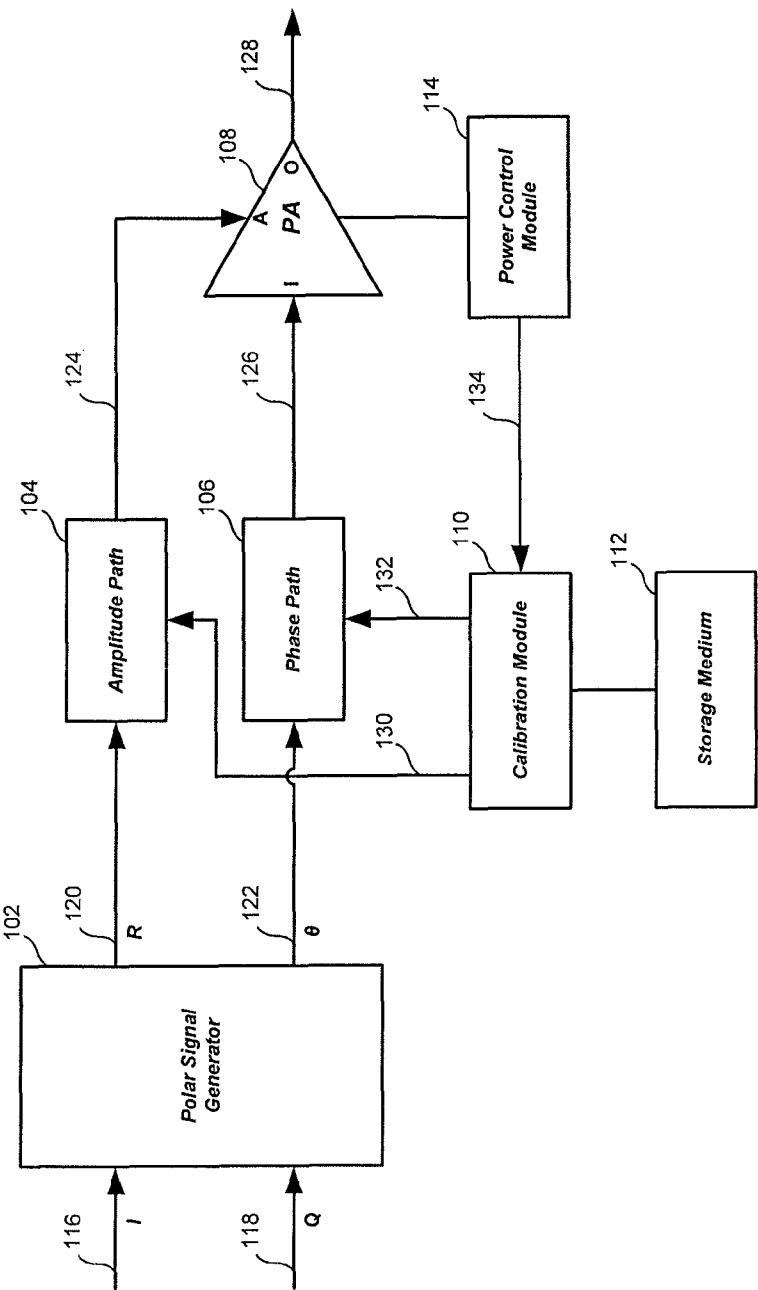 116
I
118
Q
102
Polar Signal
Generator
120
R
122
θ
104
Amplitude Path
106
Phase Path
130
132
124
126
108
A
PA
I
O
128
110
Calibration Module
112
Storage Medium
134
114
Power Control
Module